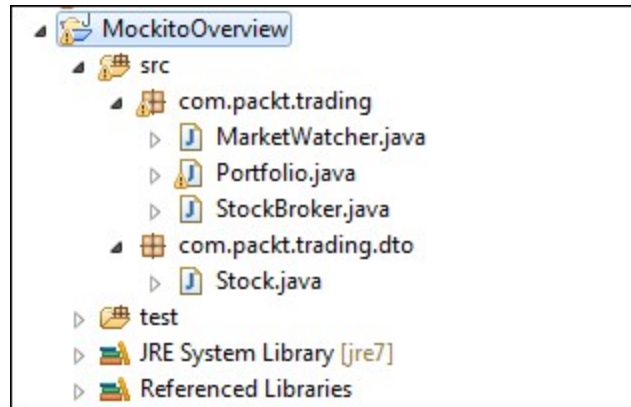 MockitoOverview
src
com.packt.trading
MarketWatcher.java
Portfolio.java
StockBroker.java
com.packt.trading.dto
Stock.java
test
JRE System Library [jre7]
Referenced Libraries